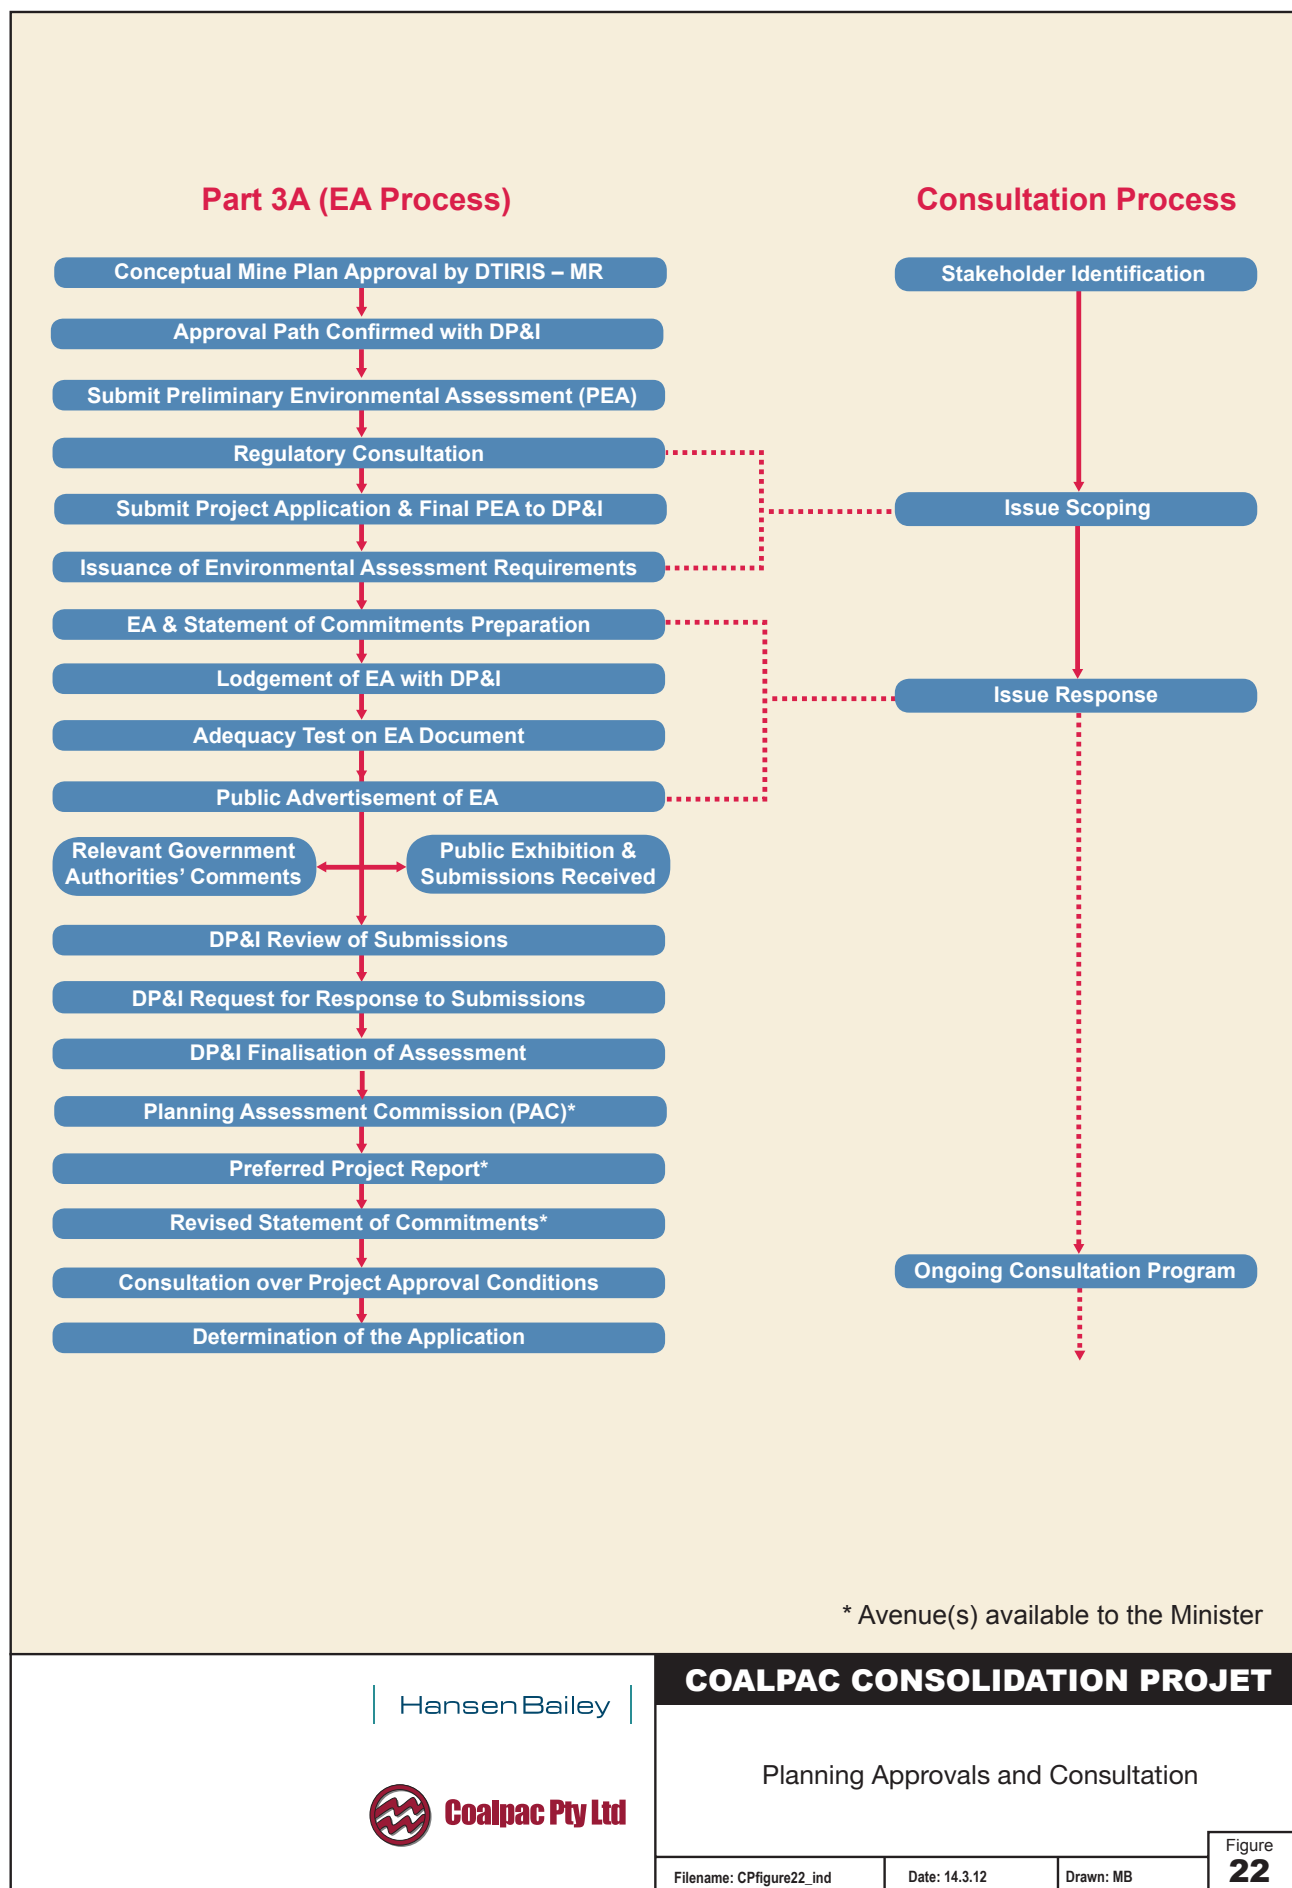 Part 3A (EA Process)
Conceptual Mine Plan Approval by DTIRIS – MR
Approval Path Confirmed with DP&I
Submit Preliminary Environmental Assessment (PEA)
Regulatory Consultation
Submit Project Application & Final PEA to DP&I
Issuance of Environmental Assessment Requirements
EA & Statement of Commitments Preparation
Lodgement of EA with DP&I
Adequacy Test on EA Document
Public Advertisement of EA
Relevant Government
Authorities’ Comments
Public Exhibition &
Submissions Received
DP&I Review of Submissions
DP&I Request for Response to Submissions
DP&I Finalisation of Assessment
Planning Assessment Commission (PAC)*
Preferred Project Report*
Revised Statement of Commitments*
Consultation over Project Approval Conditions
Determination of the Application
Consultation Process
Stakeholder Identification
Issue Scoping
Issue Response
Ongoing Consultation Program
* Avenue(s) available to the Minister
Hansen Bailey
Coalpac Pty Ltd
COALPAC CONSOLIDATION PROJET
Planning Approvals and Consultation
Filename: CPfigure22_ind
Date: 14.3.12
Drawn: MB
Figure
22